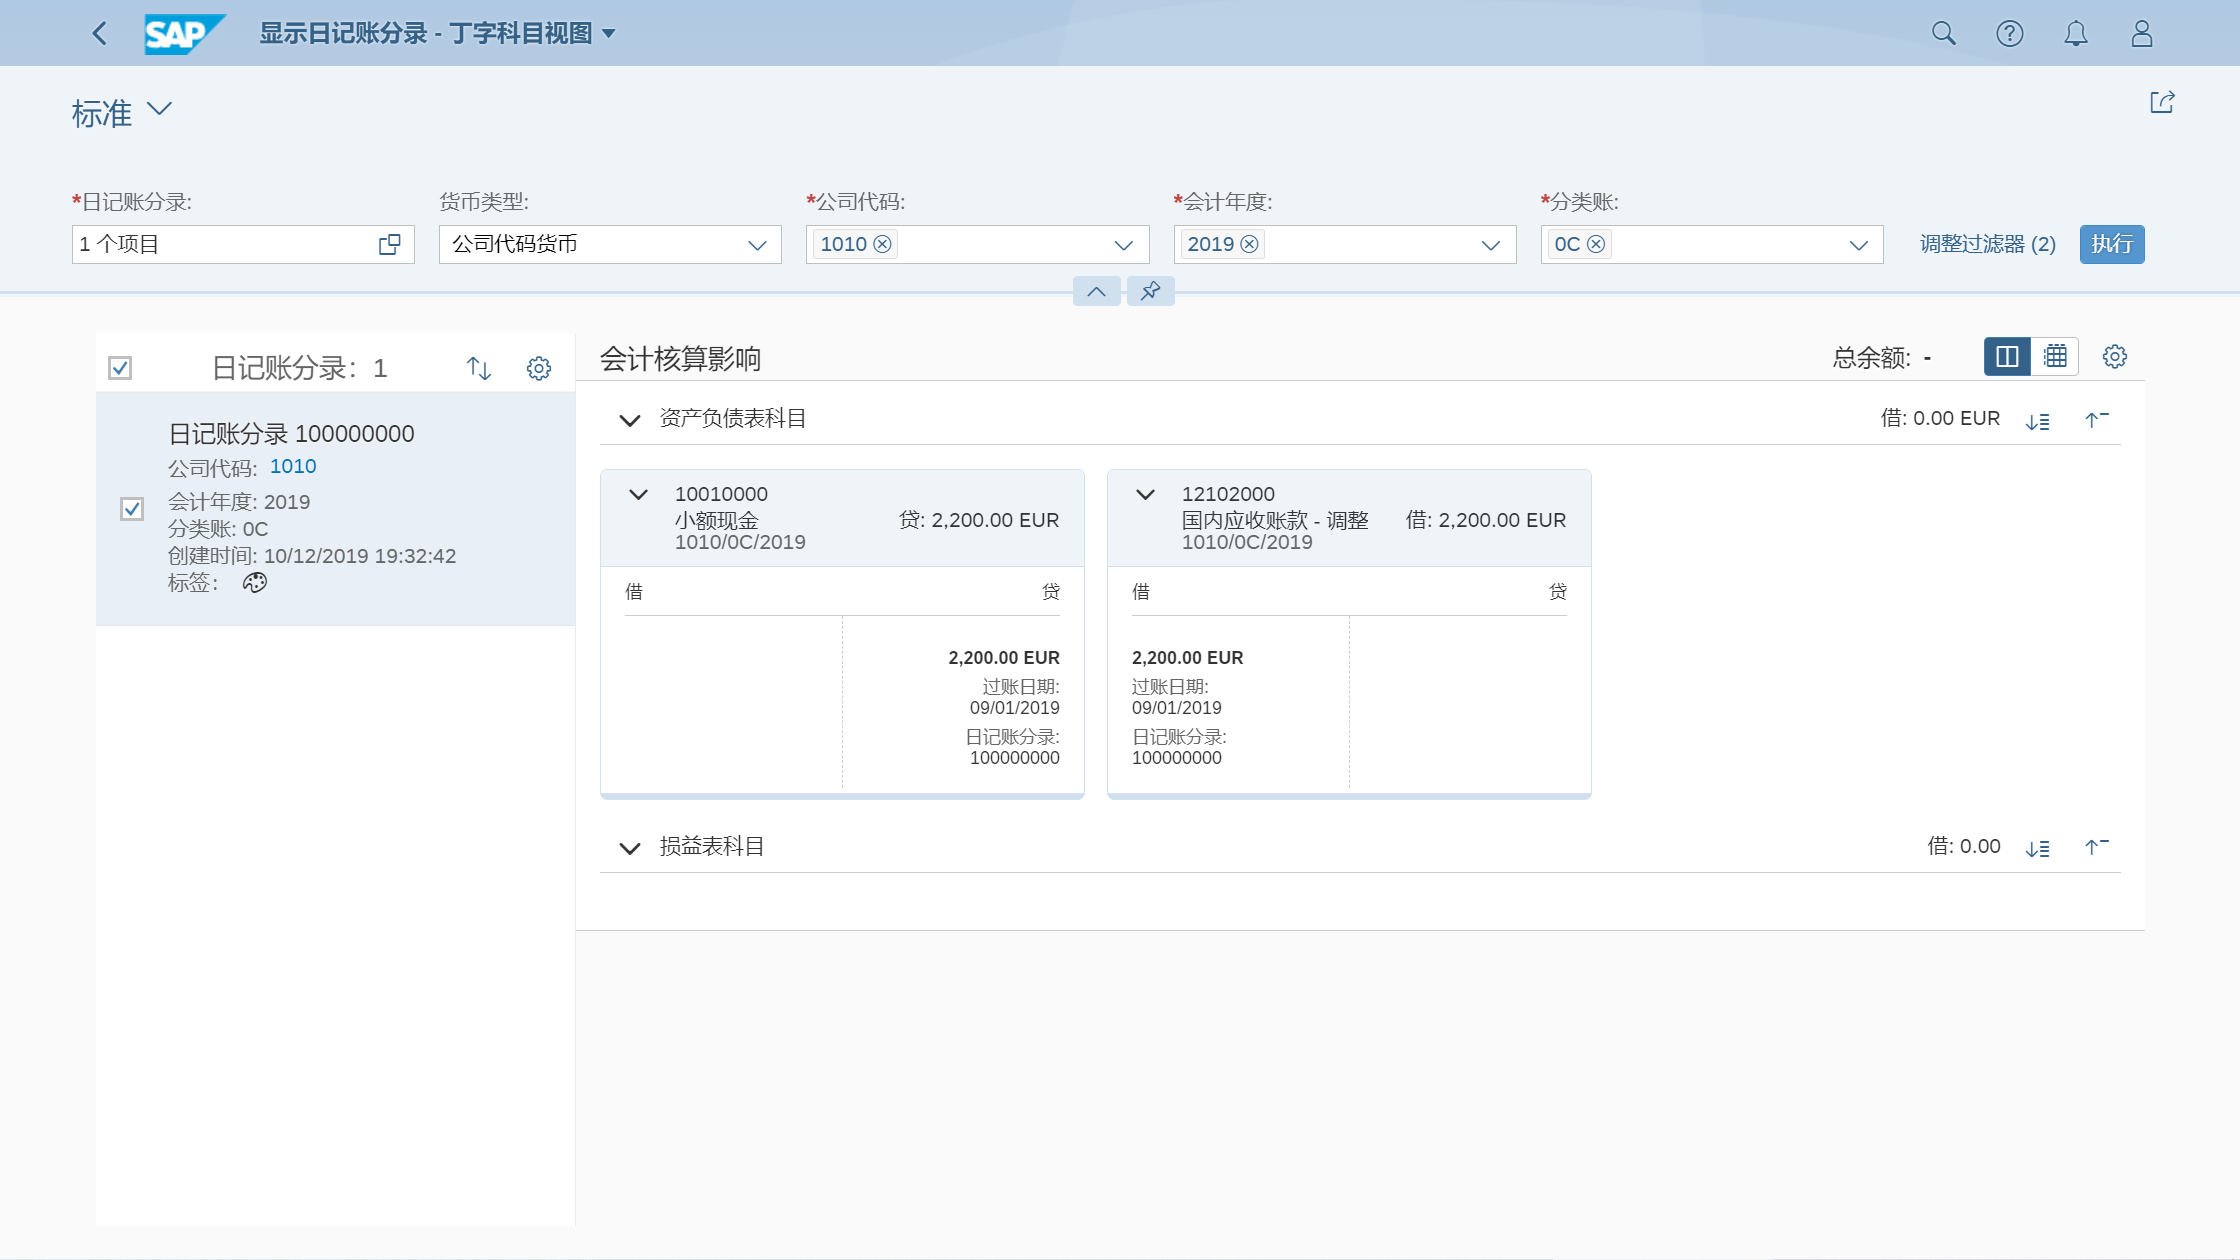 SAP 显示日记账分录 - 丁字科目视图
标准
*日记账分录: 货币类型: *公司代码: *会计年度: *分类账:
1 个项目 公司代码货币 1010 2019 0C 调整过滤器 (2) 执行
日记账分录：1
日记账分录 100000000
公司代码: 1010
会计年度: 2019
分类账: 0C
创建时间: 10/12/2019 19:32:42
标签：
会计核算影响 总余额: -
资产负债表科目 借: 0.00 EUR
10010000
小额现金 贷: 2,200.00 EUR
1010/0C/2019
借 贷
2,200.00 EUR
过账日期:
09/01/2019
日记账分录:
100000000
12102000
国内应收账款 - 调整 借: 2,200.00 EUR
1010/0C/2019
借 贷
2,200.00 EUR
过账日期:
09/01/2019
日记账分录:
100000000
损益表科目 借: 0.00